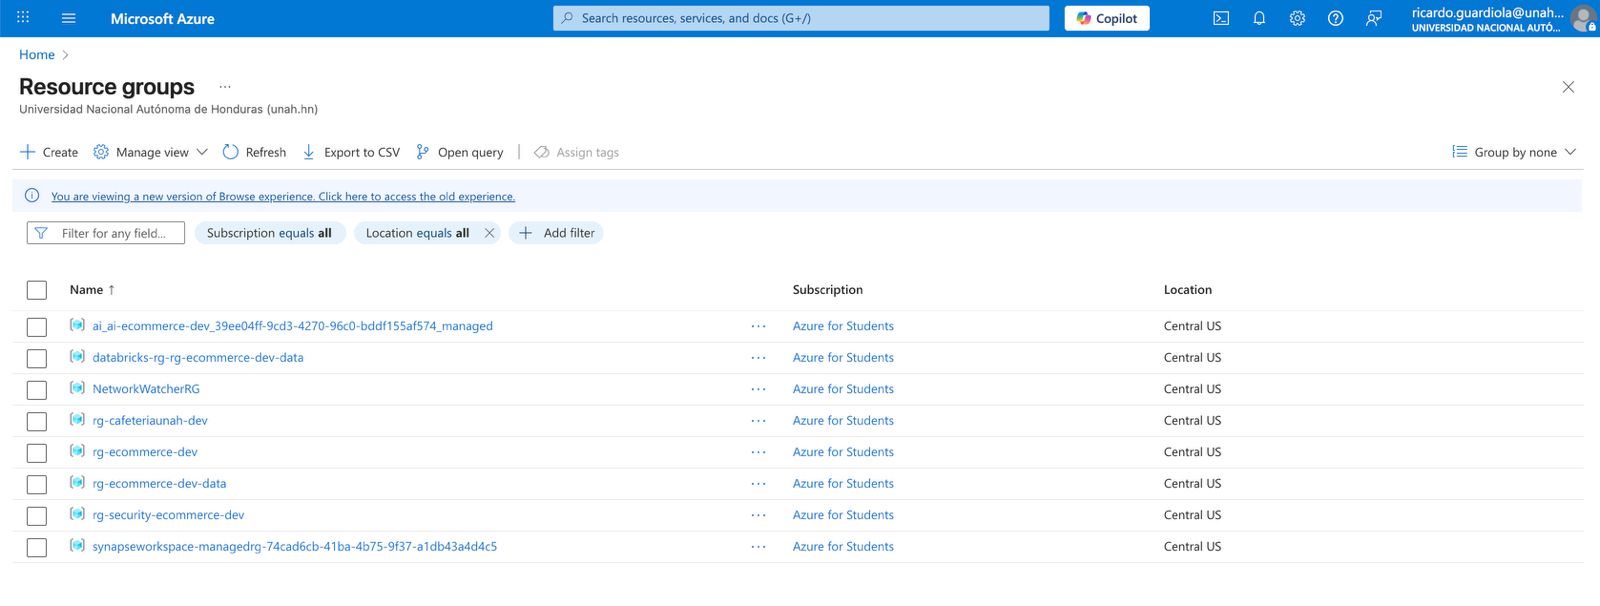 Microsoft Azure
Search resources, services, and docs (G+/)
Copilot
ricardo.guardiola@unah...
UNIVERSIDAD NACIONAL AUTÓ...
Home
Resource groups ...
Universidad Nacional Autónoma de Honduras (unah.hn)
Create Manage view Refresh Export to CSV Open query Assign tags Group by none
You are viewing a new version of Browse experience. Click here to access the old experience.
Filter for any field... Subscription equals all Location equals all Add filter
Name ↑ Subscription Location
ai_ai-ecommerce-dev_39ee04ff-9cd3-4270-96c0-bddf155af574_managed ... Azure for Students Central US
databricks-rg-rg-ecommerce-dev-data ... Azure for Students Central US
NetworkWatcherRG ... Azure for Students Central US
rg-cafeteriaunah-dev ... Azure for Students Central US
rg-ecommerce-dev ... Azure for Students Central US
rg-ecommerce-dev-data ... Azure for Students Central US
rg-security-ecommerce-dev ... Azure for Students Central US
synapseworkspace-managedrg-74cad6cb-41ba-4b75-9f37-a1db43a4d4c5 ... Azure for Students Central US